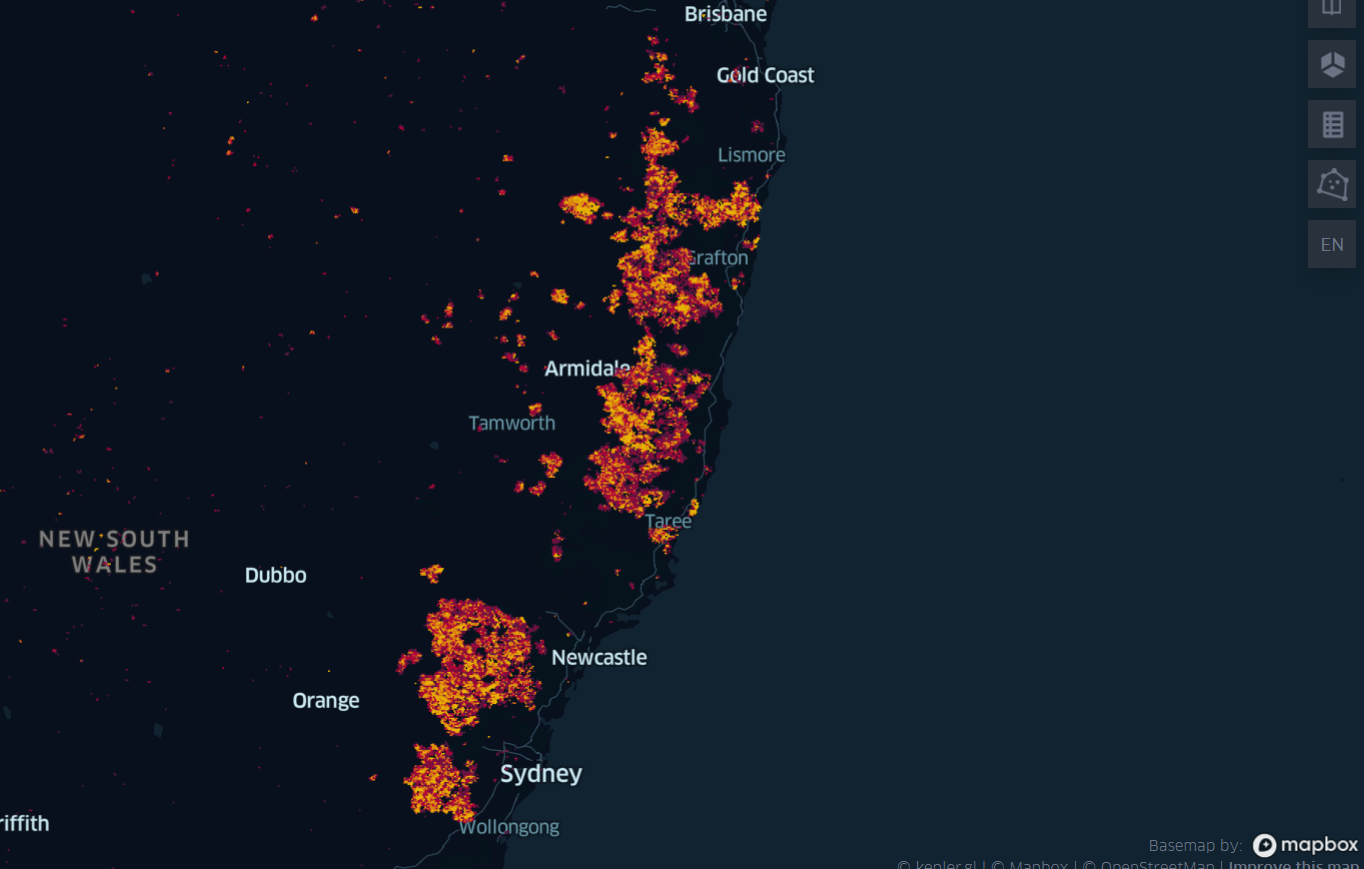 Brisbane
Gold Coast
Lismore
EN
Grafton
Armidale
Tamworth
Taree
NEW SOUTH
WALES
Dubbo
Newcastle
Orange
Sydney
riffith
Wollongong
Basemap by: mapbox
© kepler.gl | © Mapbox | © OpenStreetMap | Improve this map